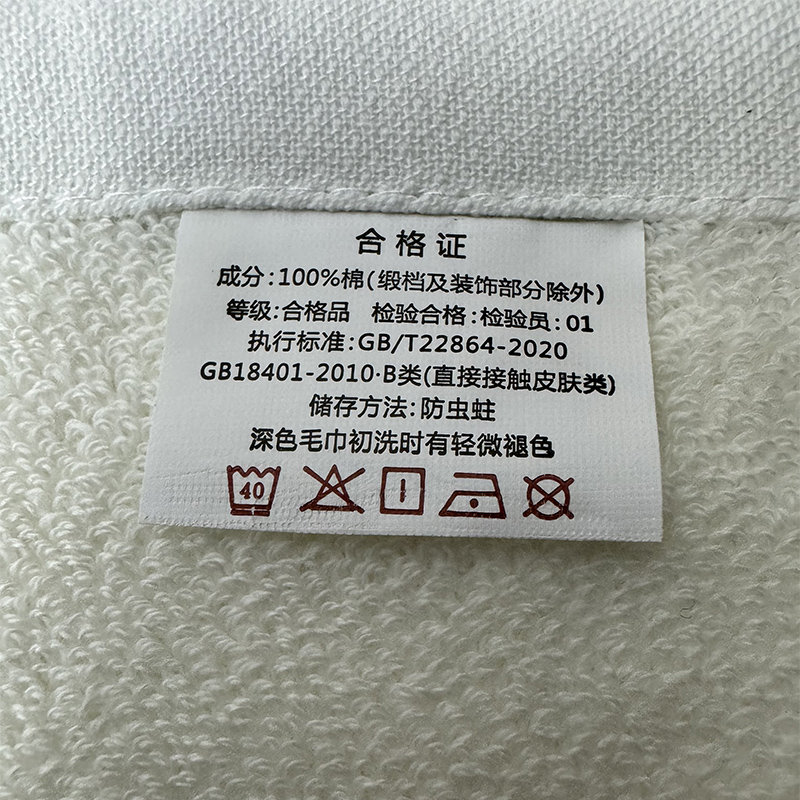 合格证
成分:100%棉(缎档及装饰部分除外)
等级:合格品 检验合格:检验员:01
执行标准:GB/T22864-2020
GB18401-2010·B类(直接接触皮肤类)
储存方法:防虫蛀
深色毛巾初洗时有轻微褪色
40